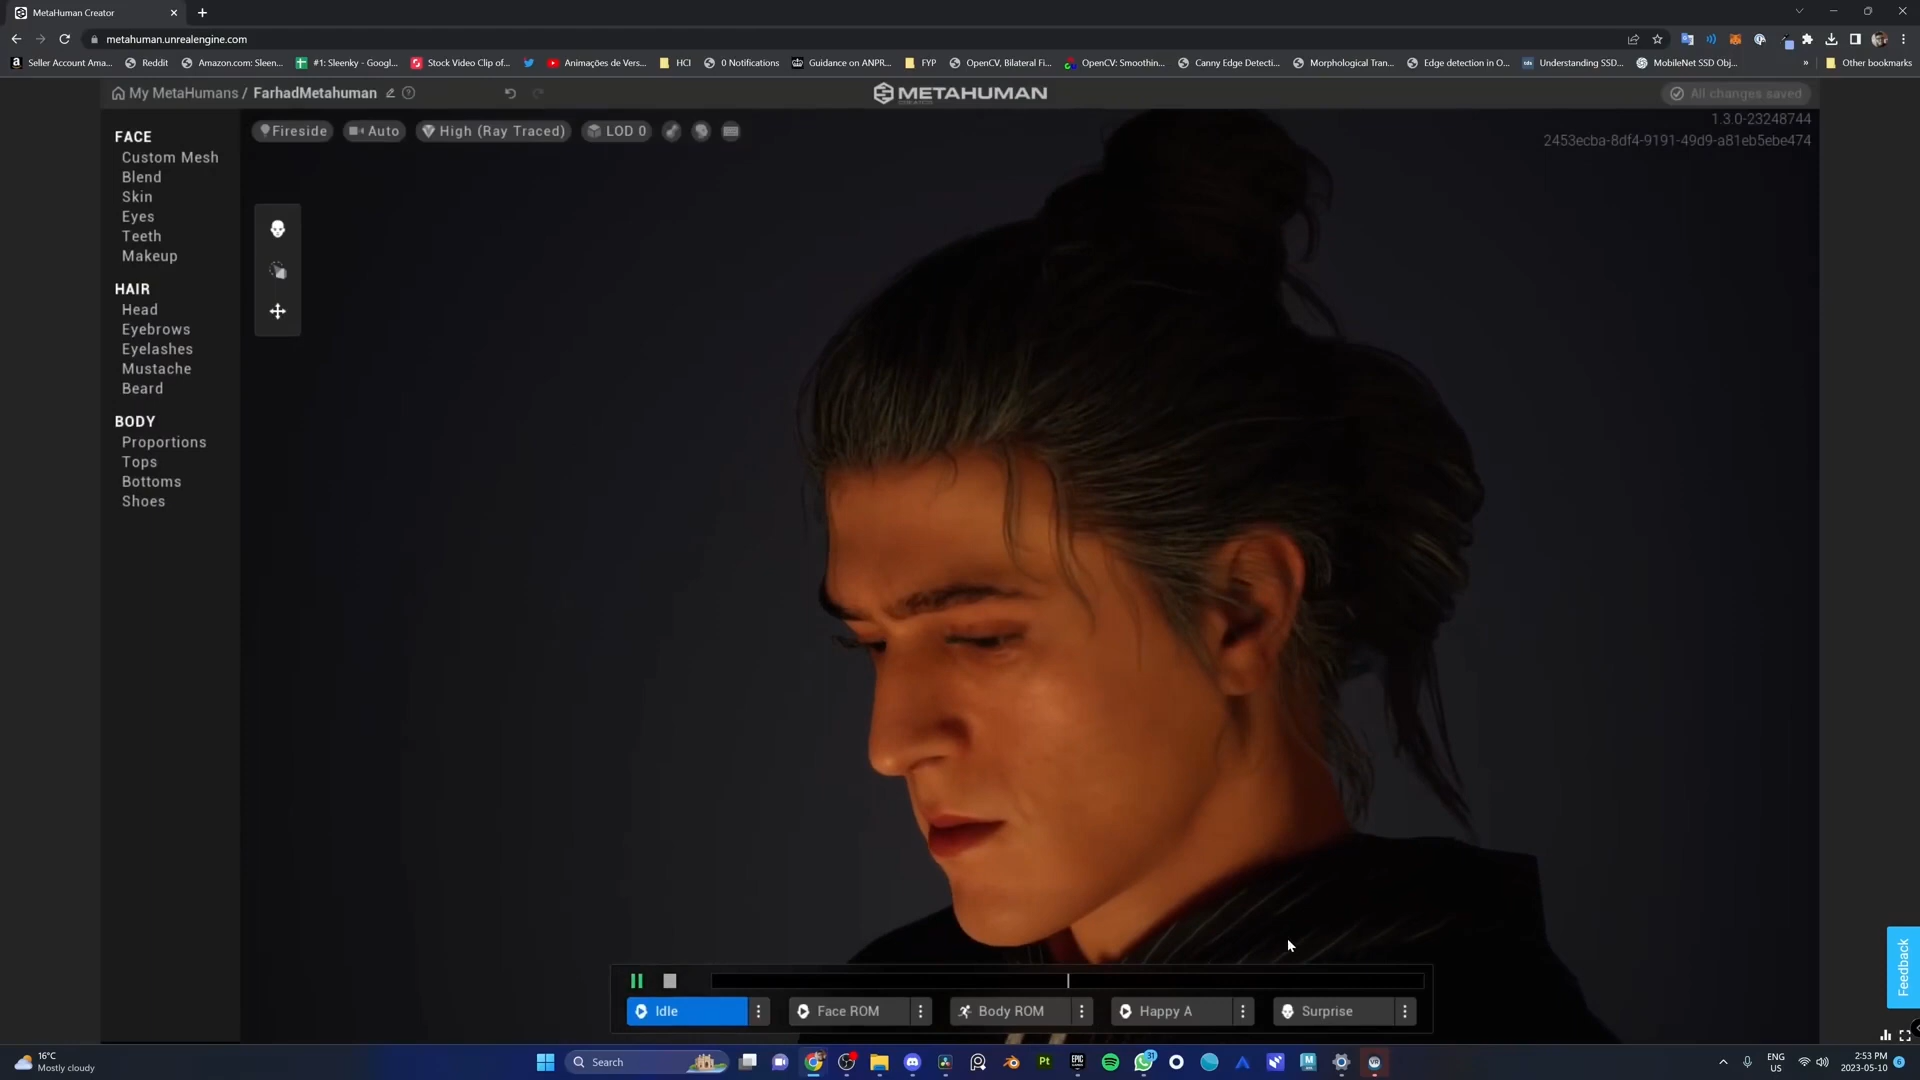 MetaHuman Creator
metahuman.unrealengine.com
Seller Account Ama... Reddit Amazon.com: Sleen... #1: Sleenky - Googl... Stock Video Clip of... Animações de Vers... HCI 0 Notifications Guidance on ANPR... FYP OpenCV, Bilateral Fi... OpenCV: Smoothin... Canny Edge Detecti... Morphological Tran... Edge detection in O... Understanding SSD... MobileNet SSD Obj... » Other bookmarks
My MetaHumans / FarhadMetahuman
METAHUMAN
CREATOR
All changes saved
1.3.0-23248744
2453ecba-8df4-9191-49d9-a81eb5ebe474
Fireside Auto High (Ray Traced) LOD 0
FACE
Custom Mesh
Blend
Skin
Eyes
Teeth
Makeup
HAIR
Head
Eyebrows
Eyelashes
Mustache
Beard
BODY
Proportions
Tops
Bottoms
Shoes
Idle Face ROM Body ROM Happy A Surprise
Feedback
16°C
Mostly cloudy
Search
Pt
EPIC
31
ENG
US
2:53 PM
2023-05-10
6